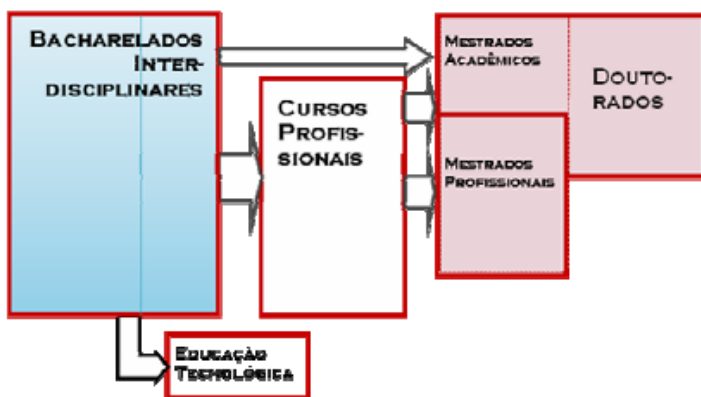 BACHARELADOS
INTER-
DISCIPLINARES
CURSOS
PROFIS-
SIONAIS
MESTRADOS
ACADÊMICOS
DOUTO-
RADOS
MESTRADOS
PROFISSIONAIS
EDUCAÇÃO
TECNOLÓGICA